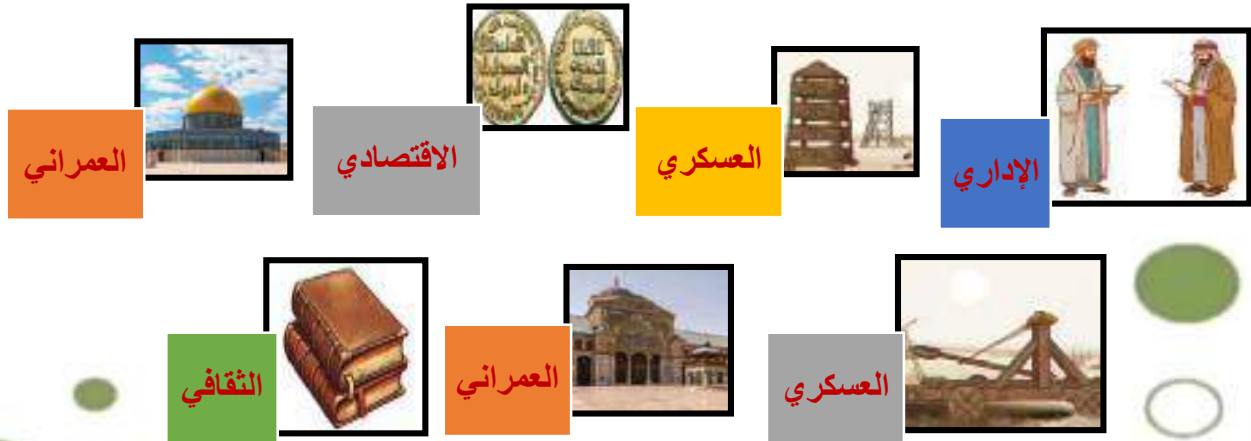 الإداري
العسكري
الاقتصادي
العمراني
العسكري
العمراني
الثقافي